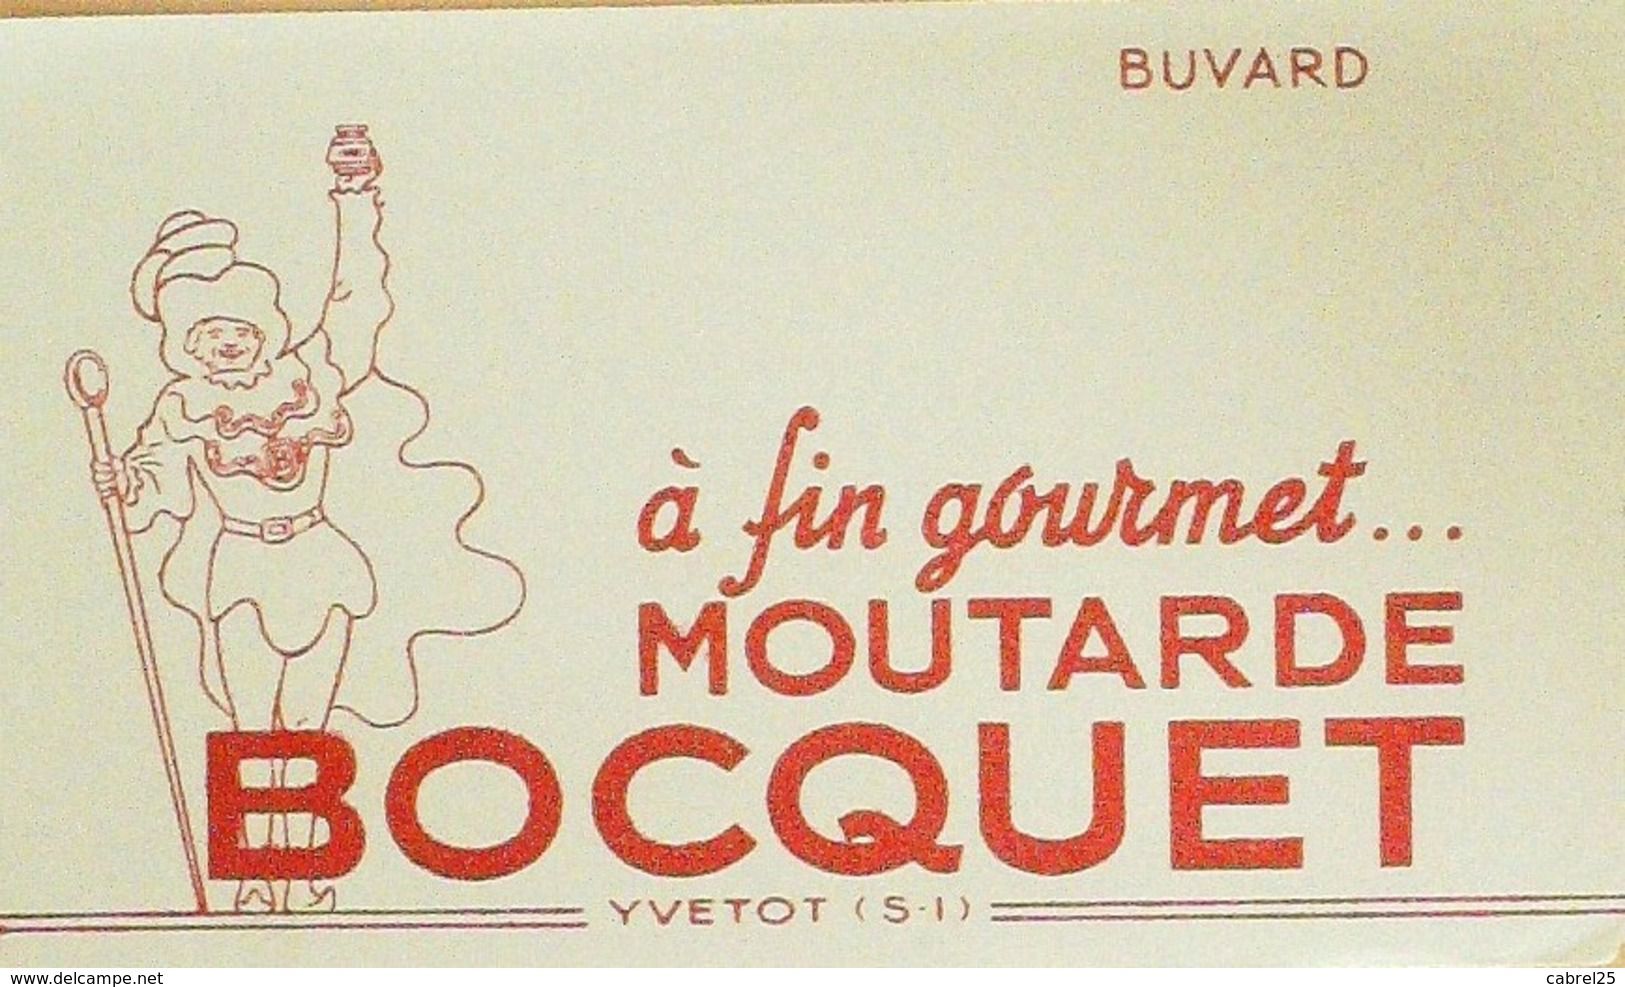 BUVARD
à fin gourmet...
MOUTARDE
BOCQUET
YVETOT (S-I)
www.delcampe.net
cabrel25